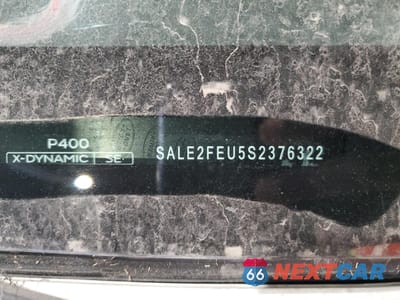 P400
X-DYNAMIC SE
SALE2FEU5S2376322
66 NEXTCAR